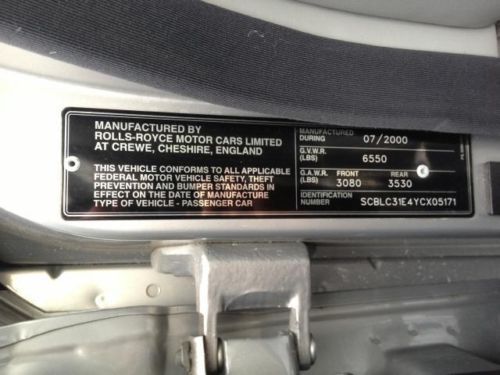 MANUFACTURED BY
ROLLS-ROYCE MOTOR CARS LIMITED
AT CREWE, CHESHIRE, ENGLAND
THIS VEHICLE CONFORMS TO ALL APPLICABLE
FEDERAL MOTOR VEHICLE SAFETY, THEFT
PREVENTION AND BUMPER STANDARDS IN
EFFECT ON THE DATE OF MANUFACTURE
TYPE OF VEHICLE - PASSENGER CAR
MANUFACTURED
DURING 07/2000
G.V.W.R.
(LBS) 6550
G.A.W.R. FRONT REAR
(LBS) 3080 3530
IDENTIFICATION
NUMBER SCBLC31E4YCX05171